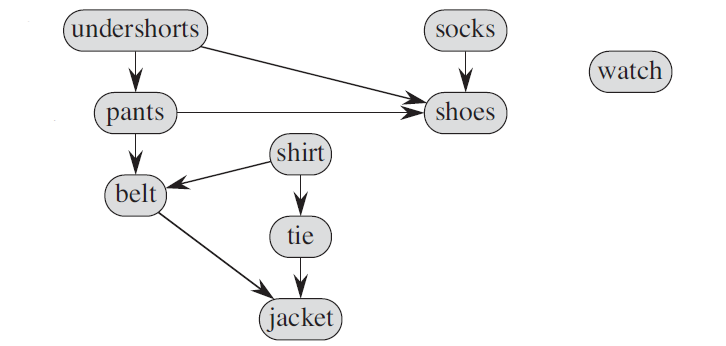 undershorts
socks
watch
pants
shoes
shirt
belt
tie
jacket